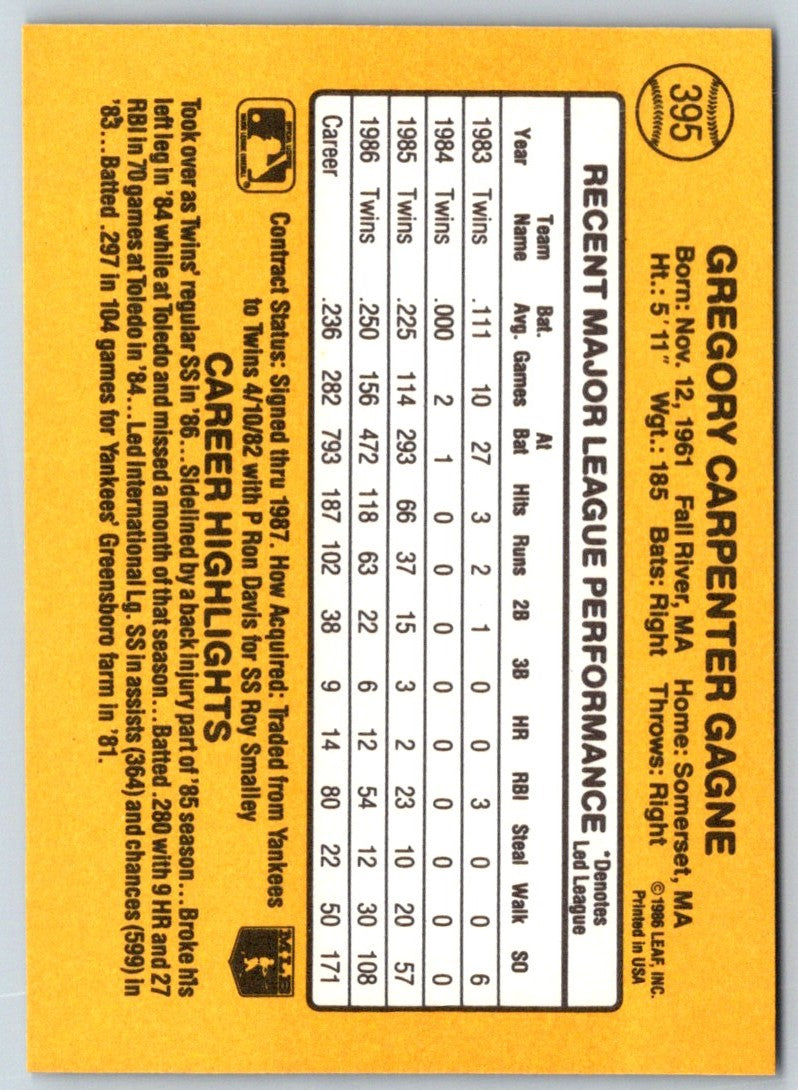 395
GREGORY CARPENTER GAGNE
Born: Nov. 12, 1961 Fall River, MA Home: Somerset, MA
Ht.: 5'11" Wgt.: 185 Bats: Right Throws: Right
©1986 LEAF, INC.
Printed in USA
RECENT MAJOR LEAGUE PERFORMANCE *Denotes Led League
Year Team Name Bat. Avg. Games At Bat Hits Runs 2B 3B HR RBI Steal Walk SO
1983 Twins .111 10 27 3 2 1 0 0 3 0 0 6
1984 Twins .000 2 1 0 0 0 0 0 0 0 0 0
1985 Twins .225 114 293 66 37 15 3 2 23 10 20 57
1986 Twins .250 156 472 118 63 22 6 12 54 12 30 108
Career .236 282 793 187 102 38 9 14 80 22 50 171
Contract Status: Signed thru 1987. How Acquired: Traded from Yankees
to Twins 4/10/82 with P Ron Davis for SS Roy Smalley
MLB
CAREER HIGHLIGHTS
Took over as Twins' regular SS in '86...Sidelined by a back injury part of '85 season...Broke his
left leg in '84 while at Toledo and missed a month of that season...Batted .280 with 9 HR and 27
RBI in 70 games at Toledo in '84...Led International Lg. SS in assists (364) and chances (599) in
'83...Batted .297 in 104 games for Yankees' Greensboro farm in '81.